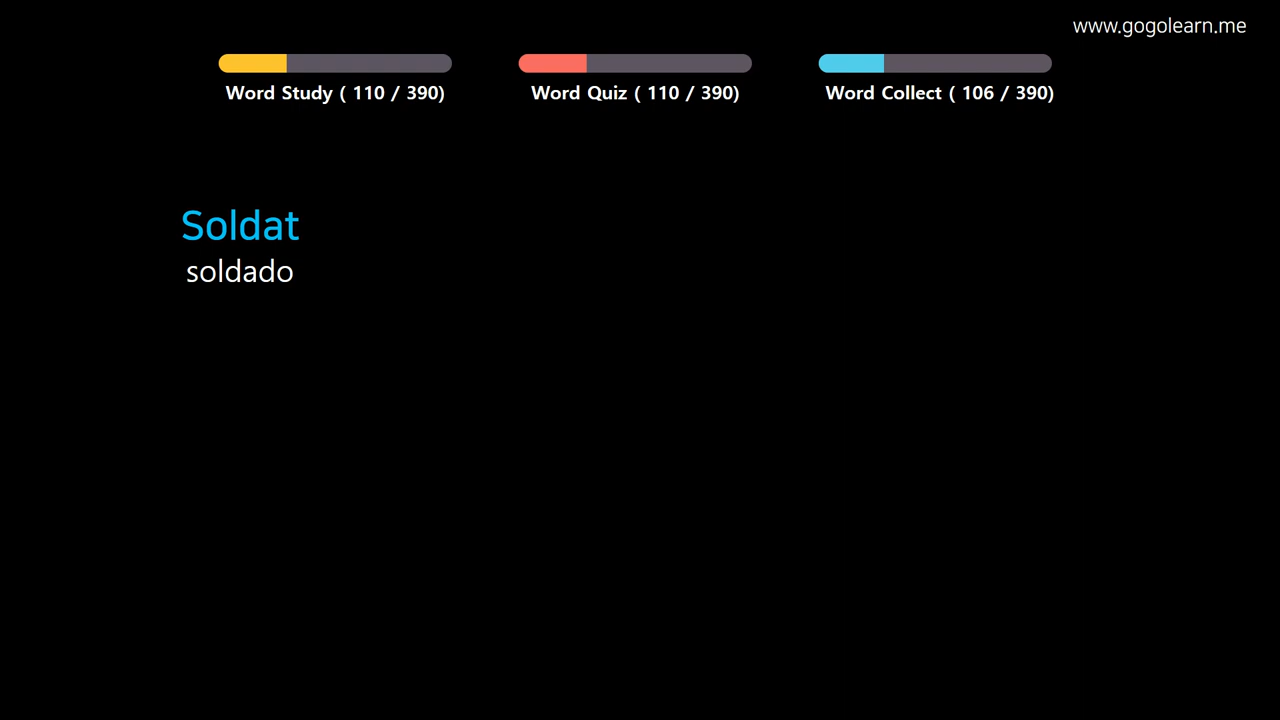 www.gogolearn.me
Word Study ( 110 / 390)
Word Quiz ( 110 / 390)
Word Collect ( 106 / 390)
Soldat
soldado